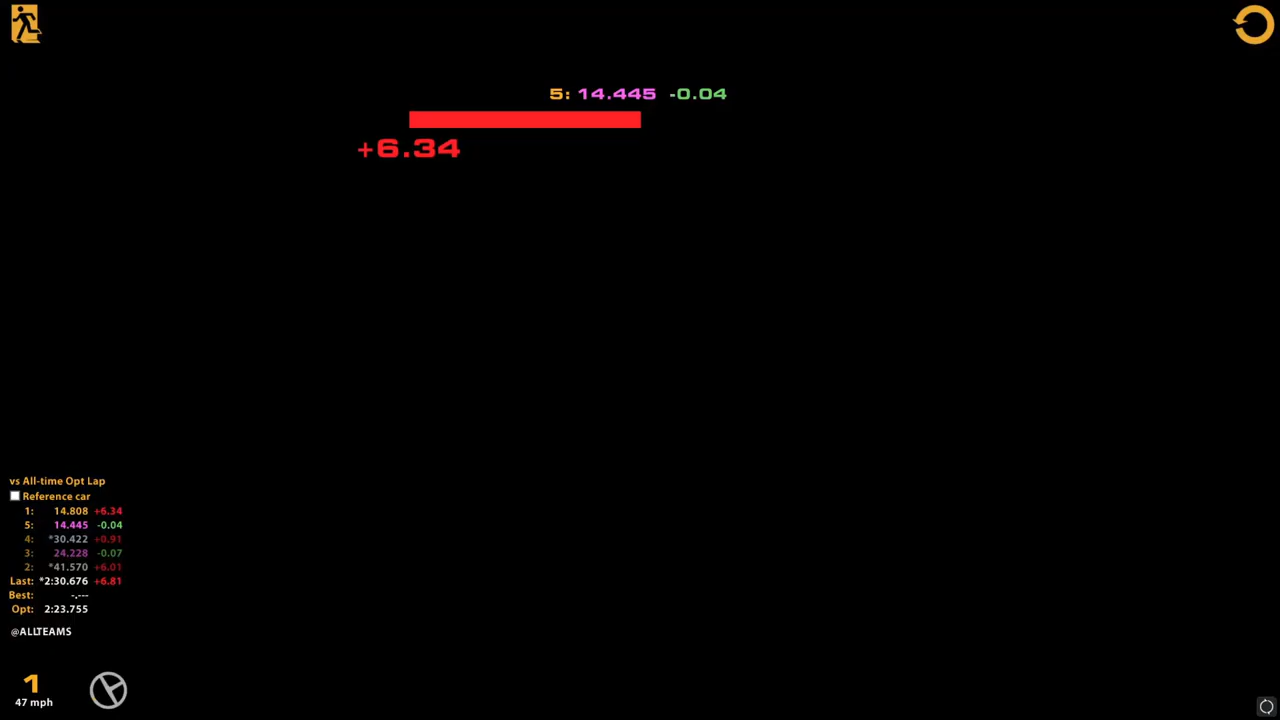 5: 14.445 -0.04
+6.34
vs All-time Opt Lap
Reference car
1: 14.808 +6.34
5: 14.445 -0.04
4: *30.422 +0.91
3: 24.228 -0.07
2: *41.570 +6.01
Last: *2:30.676 +6.81
Best: -.---
Opt: 2:23.755
@ALLTEAMS
1
47 mph